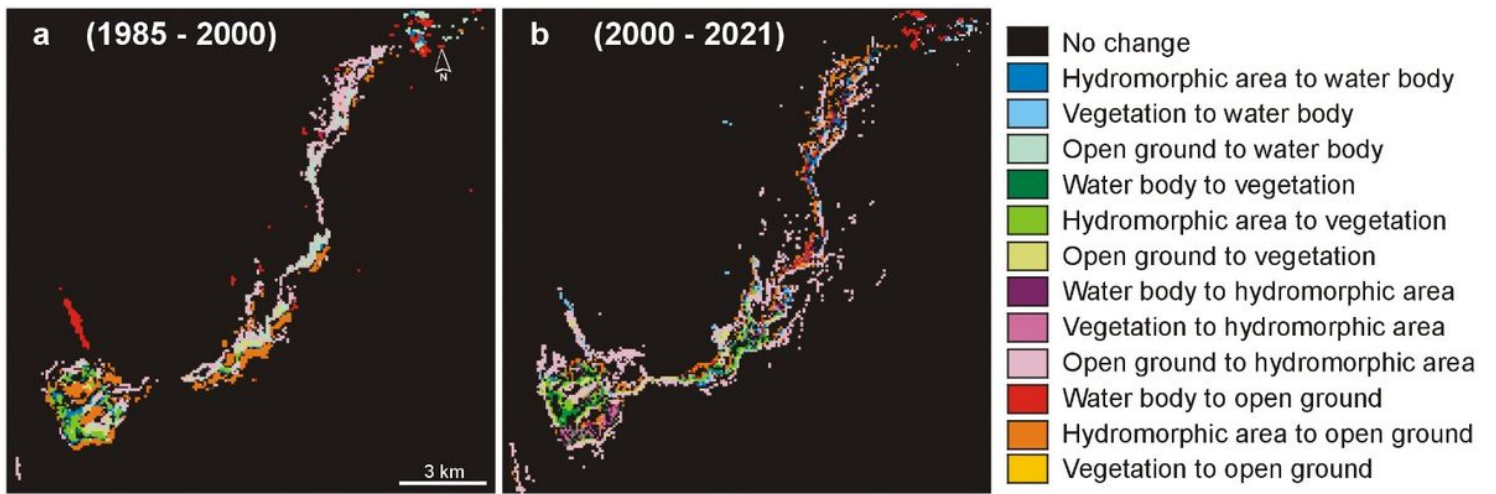 a (1985 - 2000)
N
3 km
b (2000 - 2021)
No change
Hydromorphic area to water body
Vegetation to water body
Open ground to water body
Water body to vegetation
Hydromorphic area to vegetation
Open ground to vegetation
Water body to hydromorphic area
Vegetation to hydromorphic area
Open ground to hydromorphic area
Water body to open ground
Hydromorphic area to open ground
Vegetation to open ground